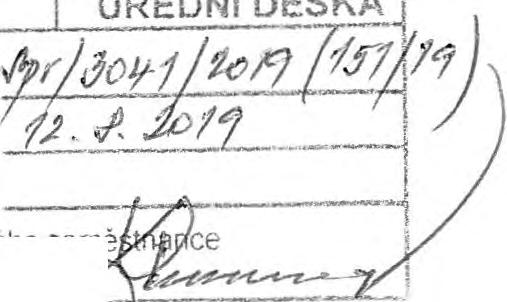 ÚŘEDNÍ DESKA
Spr/3041/2019 (151/19)
12. 8. 2019
zaměstnance